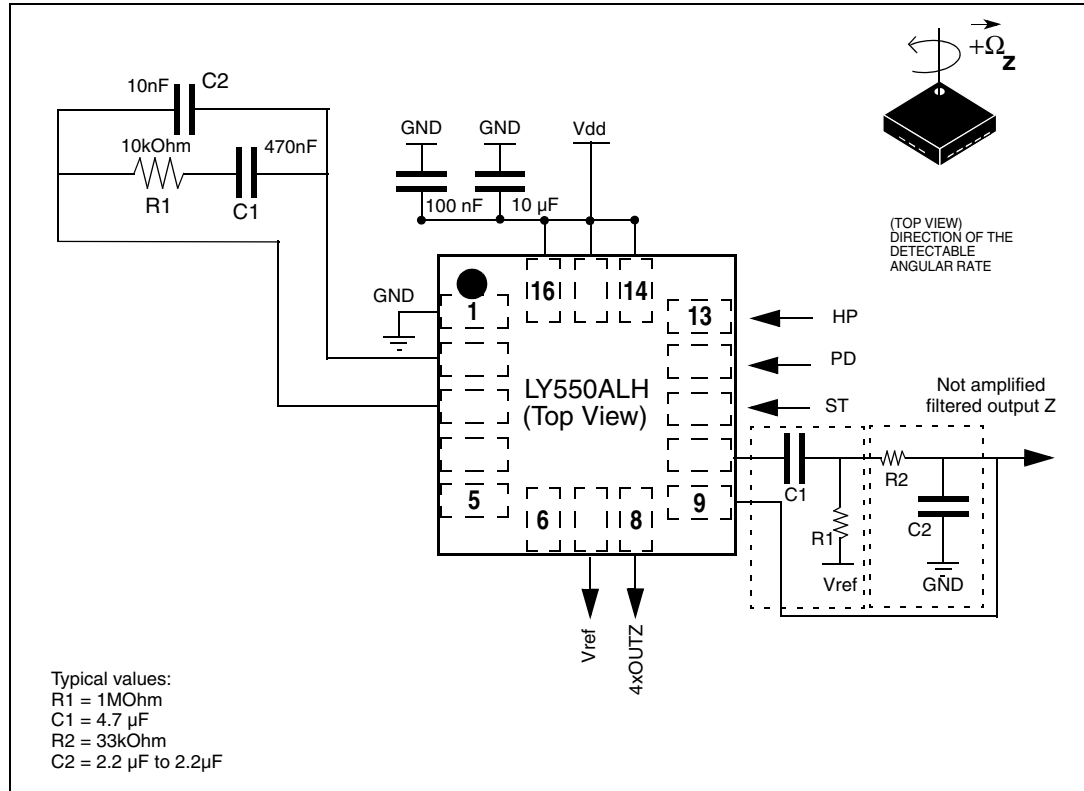 +Ω
Z
10nF
C2
10kOhm
470nF
R1
C1
GND
GND
Vdd
100 nF
10 µF
(TOP VIEW)
DIRECTION OF THE
DETECTABLE
ANGULAR RATE
GND
1
16
14
13
HP
PD
ST
LY550ALH
(Top View)
Not amplified
filtered output Z
5
6
8
9
C1
R2
R1
C2
Vref
GND
Vref
4xOUTZ
Typical values:
R1 = 1MOhm
C1 = 4.7 µF
R2 = 33kOhm
C2 = 2.2 µF to 2.2µF